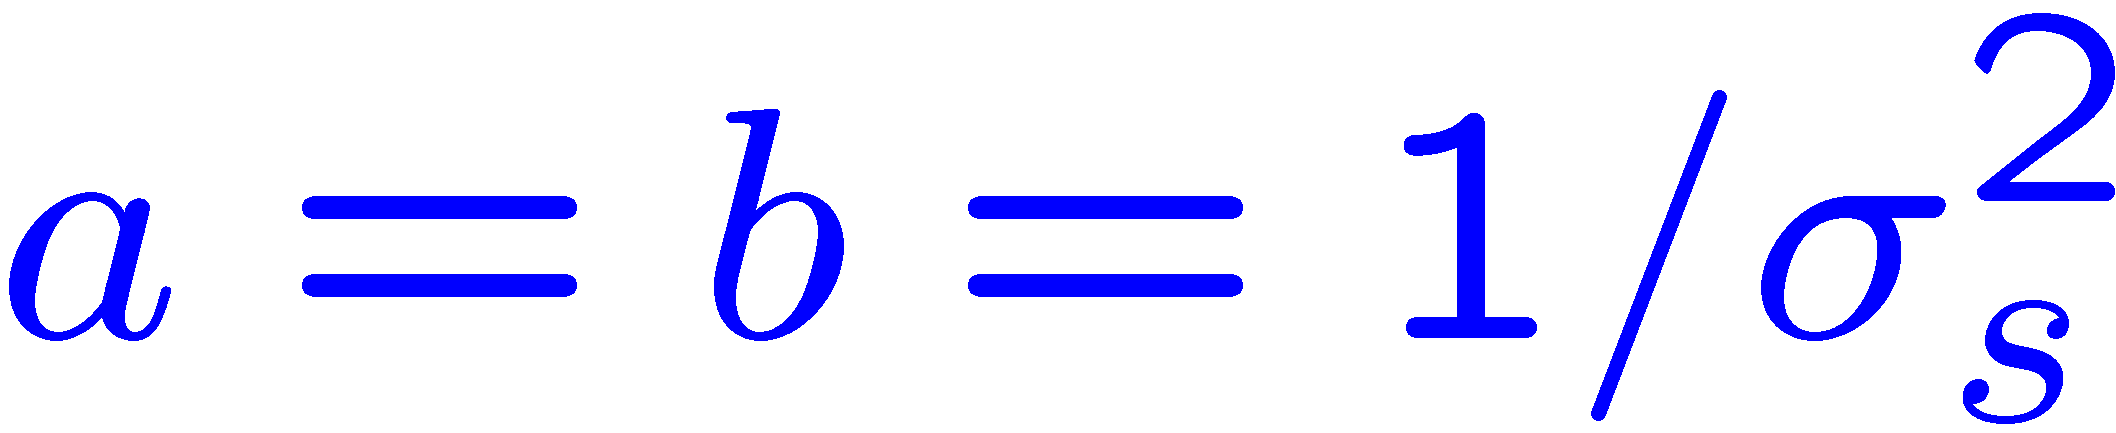 a = b = 1/σ_s^2